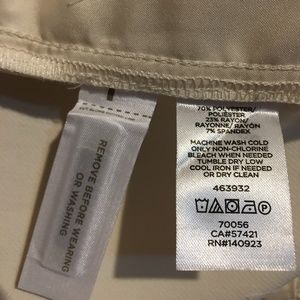 70% POLYESTER/
POLIESTER
23% RAYON/
RAYONNE/RAYÓN
7% SPANDEX
MACHINE WASH COLD
ONLY NON-CHLORINE
BLEACH WHEN NEEDED
TUMBLE DRY LOW
COOL IRON IF NEEDED
OR DRY CLEAN
463932
70056
CA#57421
RN#140923
REMOVE BEFORE WEARING
OR WASHING